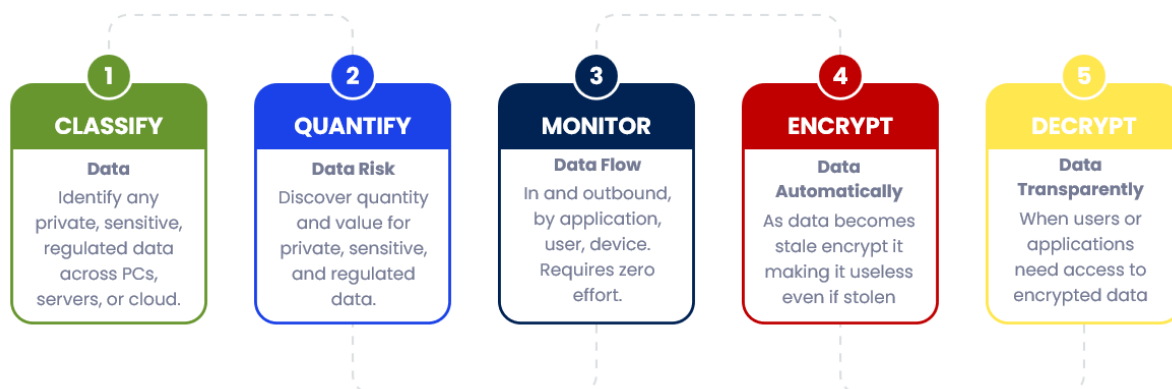 1
CLASSIFY
Data
Identify any
private, sensitive,
regulated data
across PCs,
servers, or cloud.
2
QUANTIFY
Data Risk
Discover quantity
and value for
private, sensitive,
and regulated
data.
3
MONITOR
Data Flow
In and outbound,
by application,
user, device.
Requires zero
effort.
4
ENCRYPT
Data
Automatically
As data becomes
stale encrypt it
making it useless
even if stolen
5
DECRYPT
Data
Transparently
When users or
applications
need access to
encrypted data